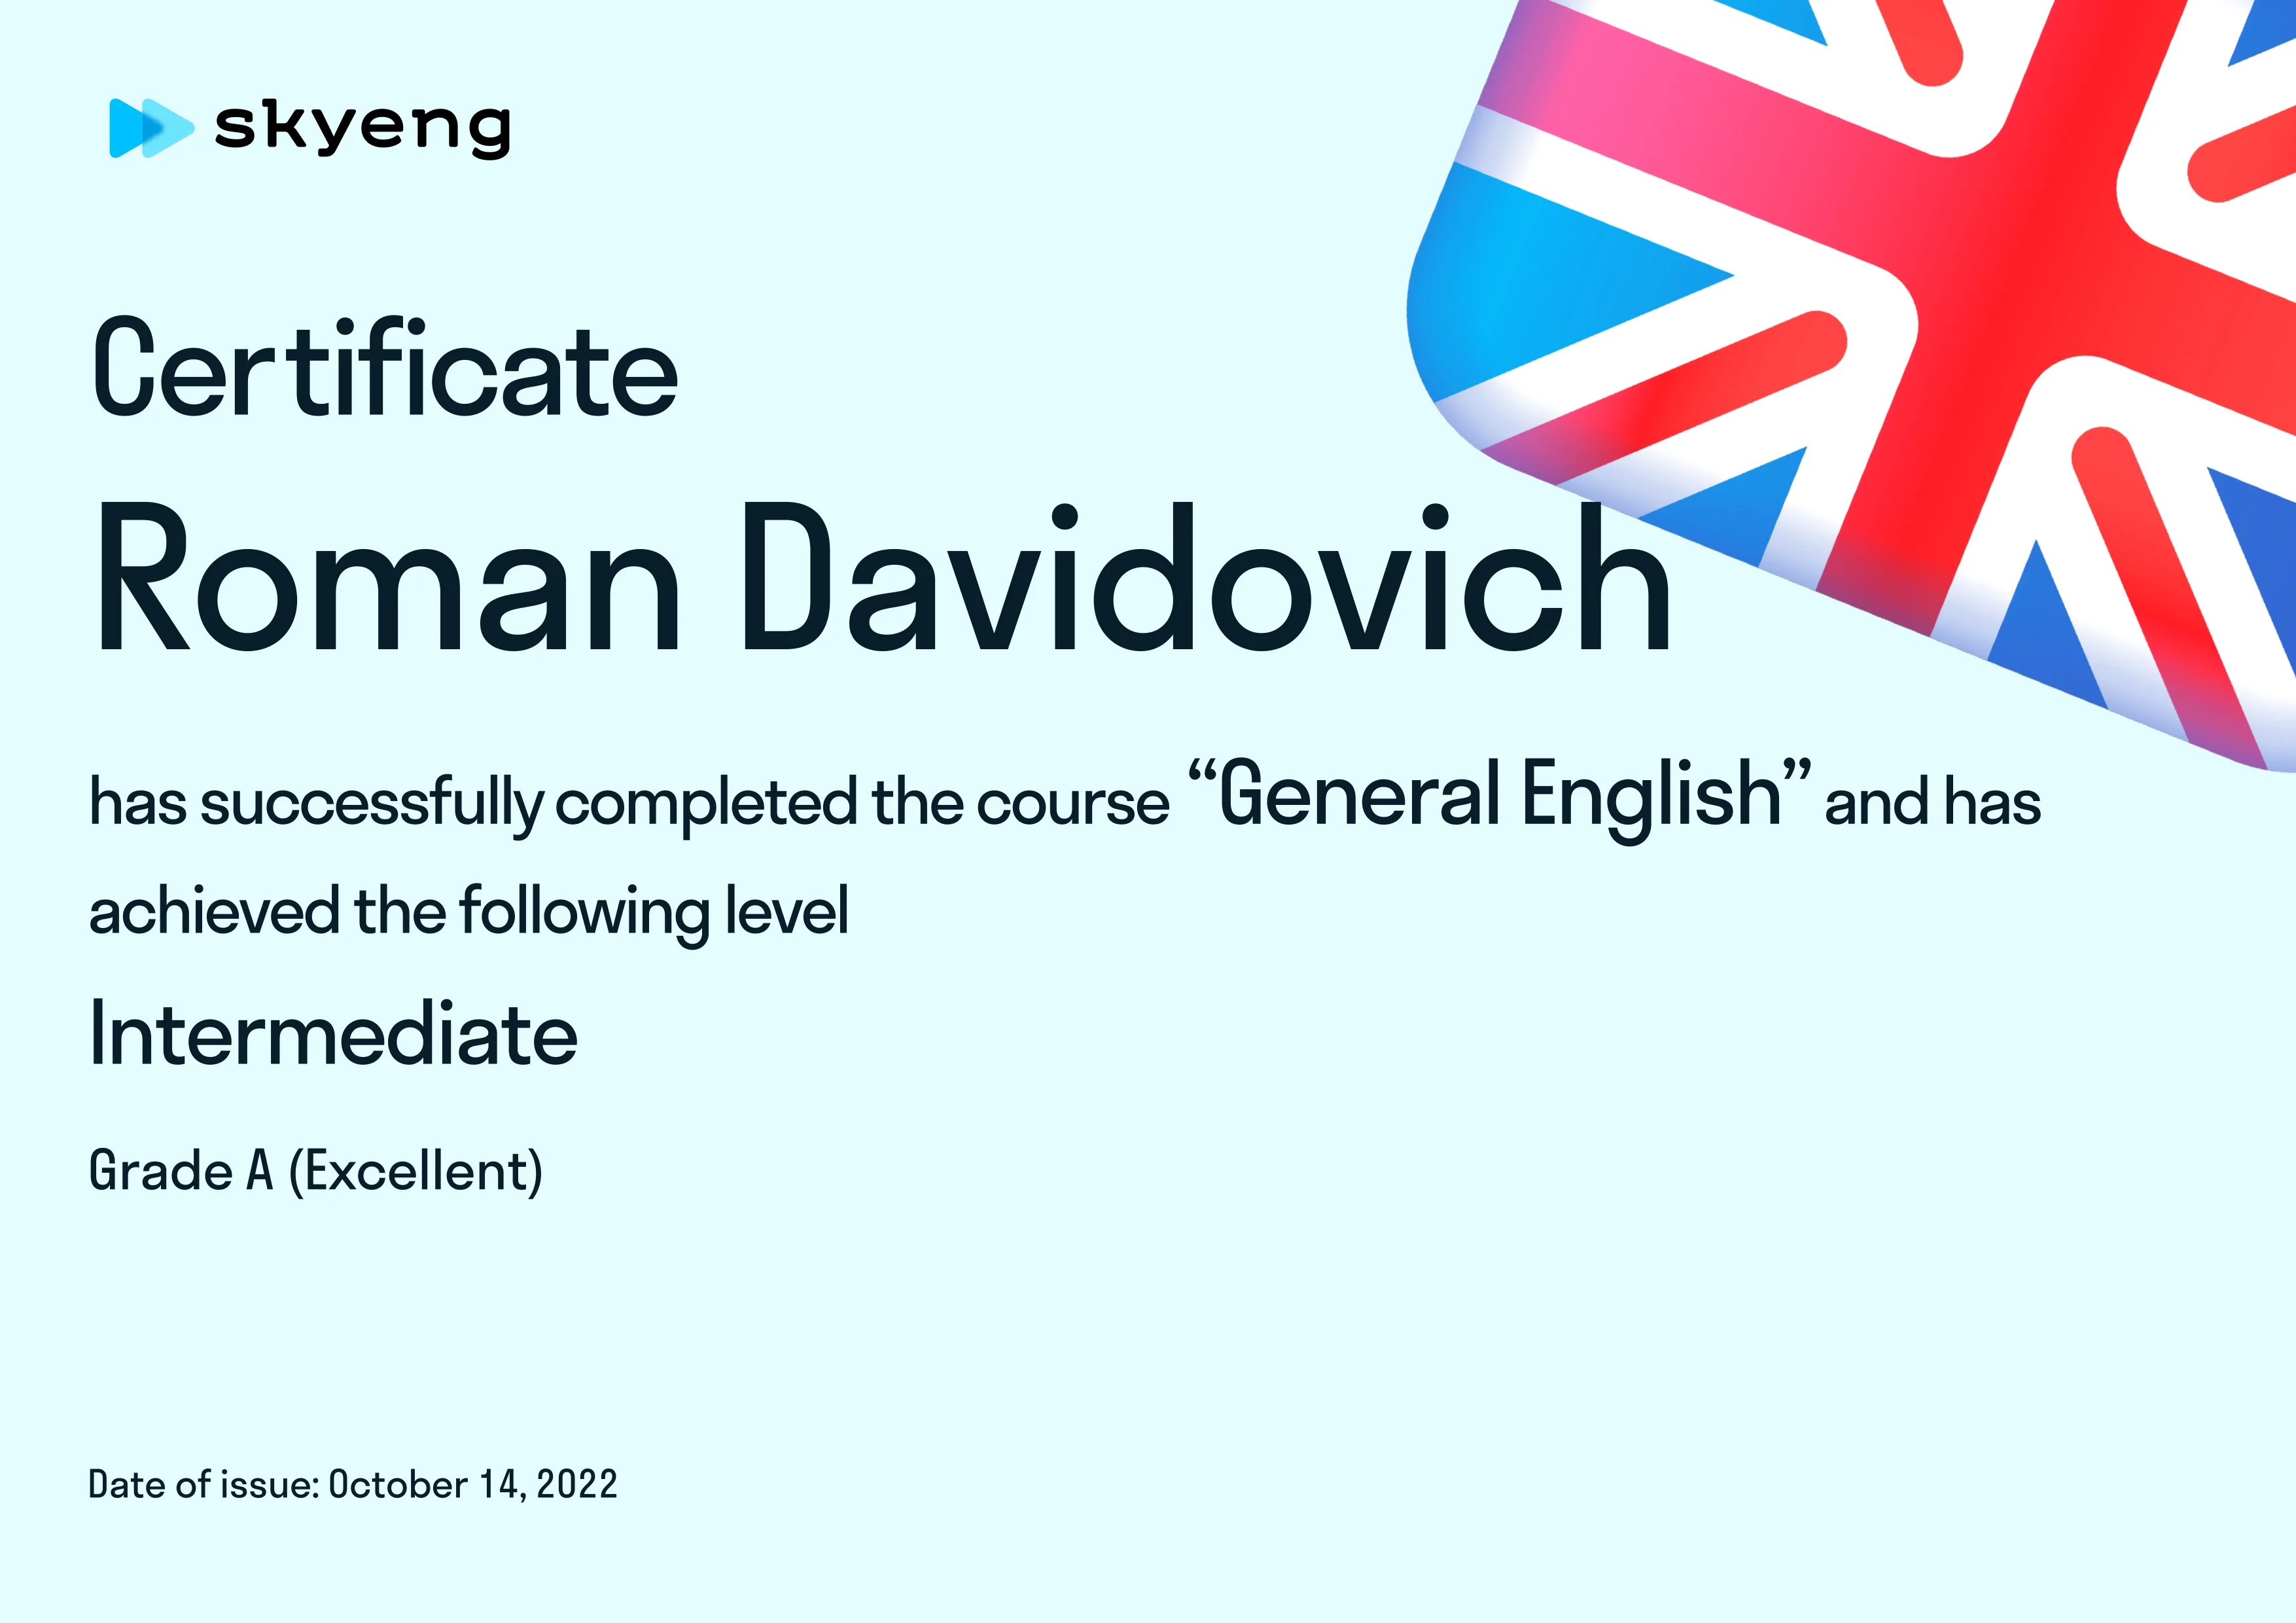 skyeng
Certificate
Roman Davidovich
has successfully completed the course “General English” and has
achieved the following level
Intermediate
Grade A (Excellent)
Date of issue: October 14, 2022